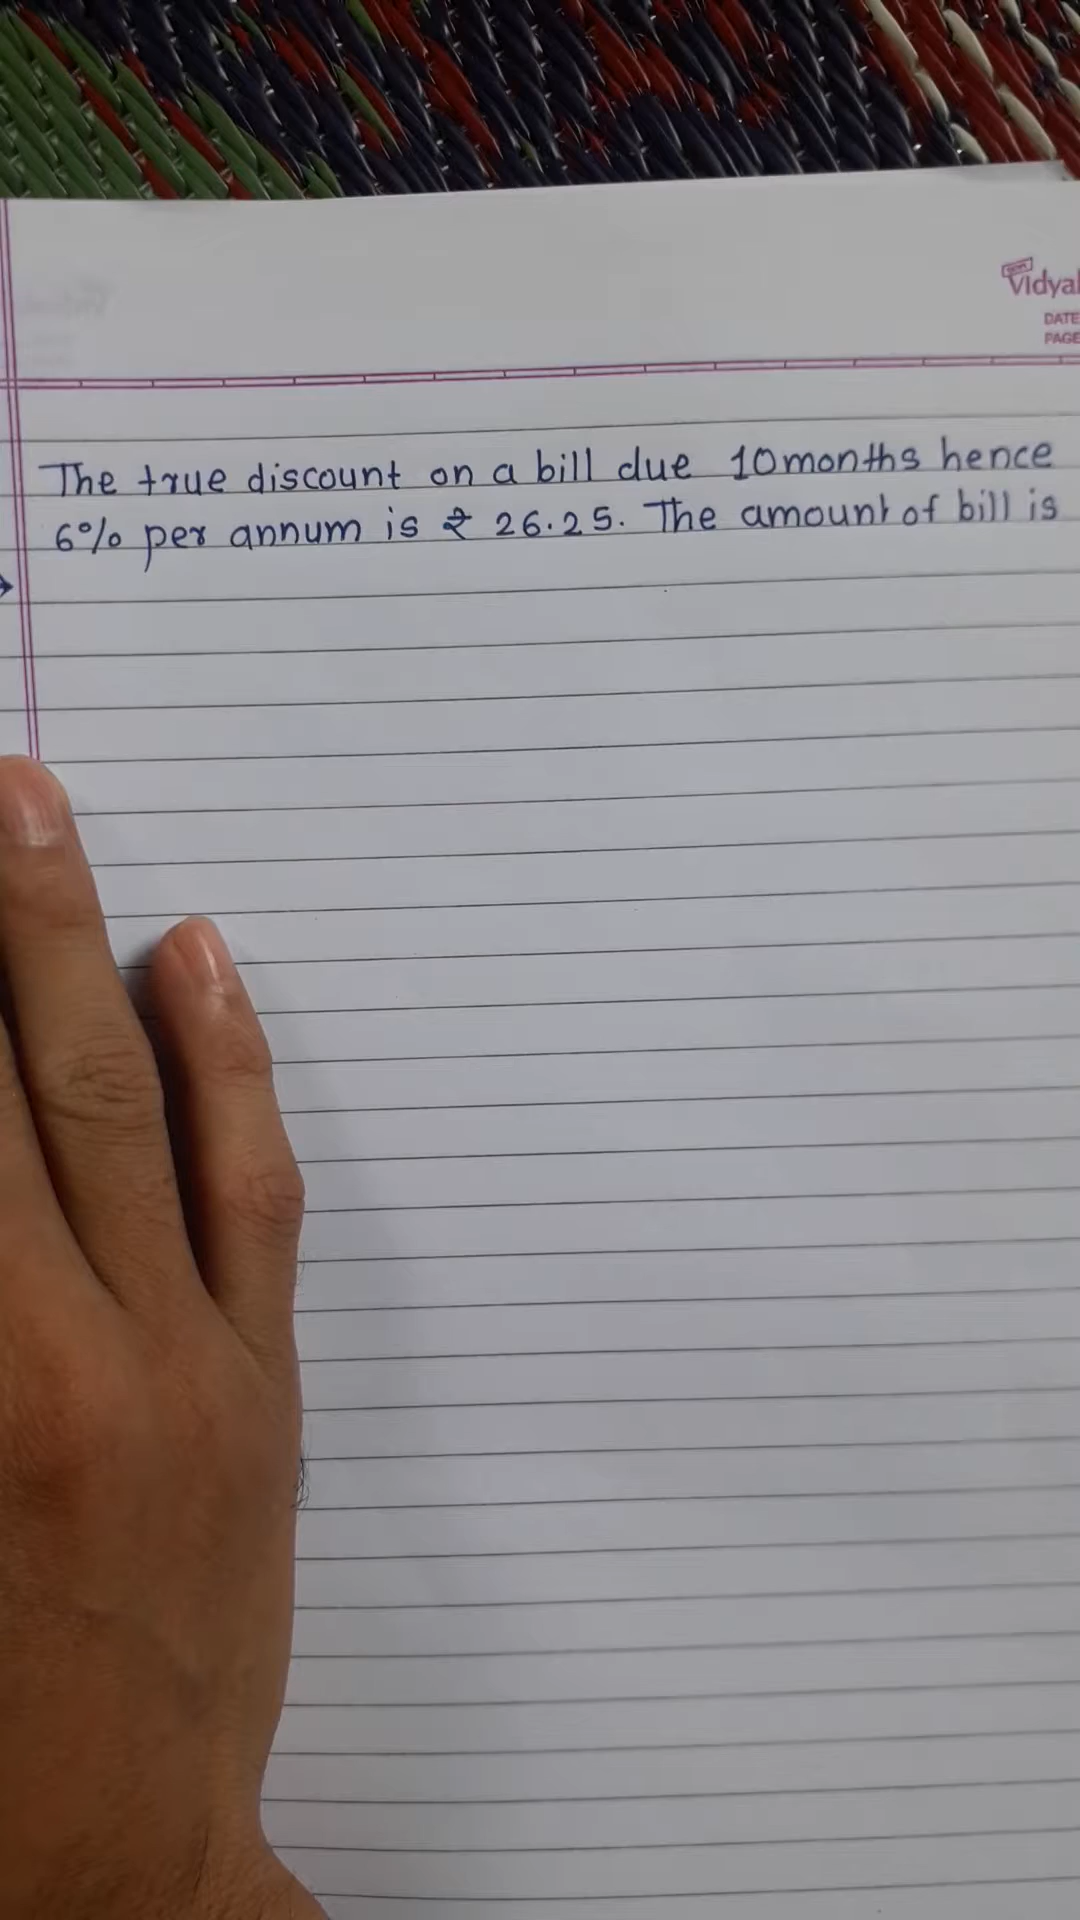 Vidyal
DATE
PAGE
The true discount on a bill due 10 months hence
6% per annum is ₹ 26.25. The amount of bill is